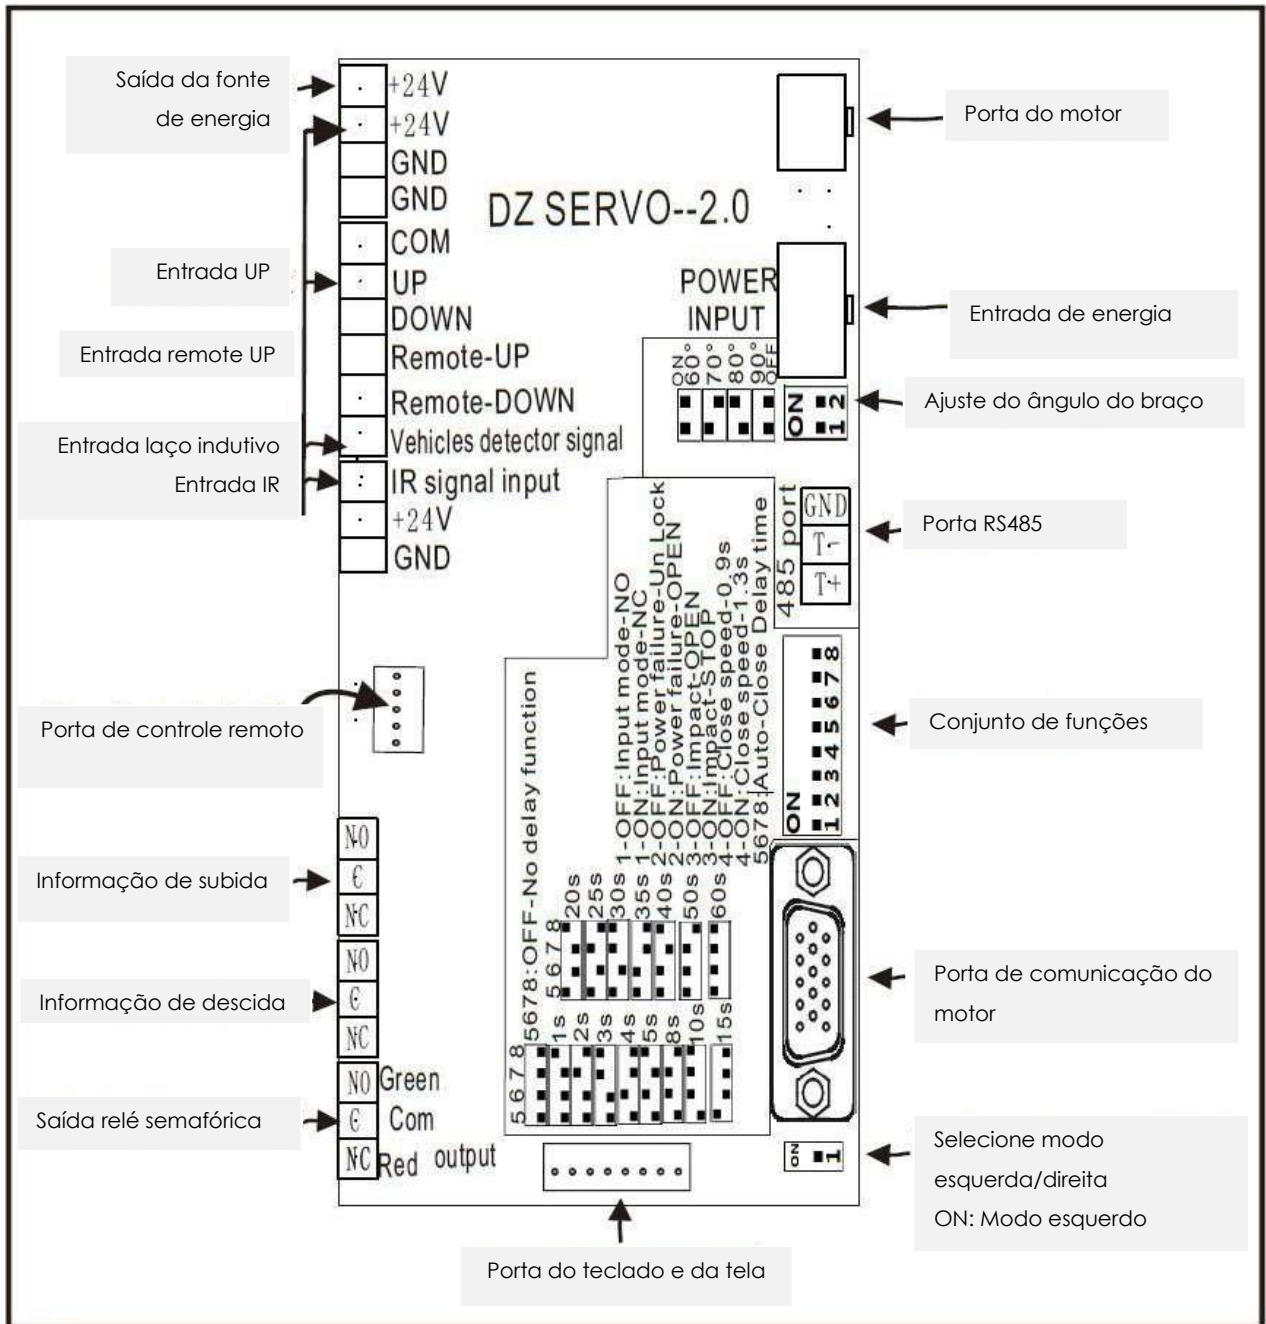 Saída da fonte
de energia
Entrada UP
Entrada remote UP
Entrada laço indutivo
Entrada IR
Porta de controle remoto
Informação de subida
Informação de descida
Saída relé semafórica
+24V
+24V
GND
GND
COM
UP
DOWN
Remote-UP
Remote-DOWN
Vehicles detector signal
IR signal input
+24V
GND
DZ SERVO--2.0
POWER
INPUT
ON
60°
70°
80°
90°
OFF
ON
1 2
485 port
GND
T-
T+
1-OFF:Input mode-NO
1-ON:Input mode-NC
2-OFF:Power failure-Un Lock
2-ON:Power failure-OPEN
3-OFF:Impact-OPEN
3-ON:Impact-STOP
4-OFF:Close speed-0.9s
4-ON:Close speed-1.3s
5678:Auto-Close Delay time
ON
1 2 3 4 5 6 7 8
5678:OFF-No delay function
5 6 7 8
20s
25s
30s
35s
40s
50s
60s
5 6 7 8
1s
2s
3s
4s
5s
8s
10s
15s
NO
C
NC
NO
C
NC
NO Green
C Com
NC Red output
ON
1
Porta do motor
Entrada de energia
Ajuste do ângulo do braço
Porta RS485
Conjunto de funções
Porta de comunicação do
motor
Selecione modo
esquerda/direita
ON: Modo esquerdo
Porta do teclado e da tela